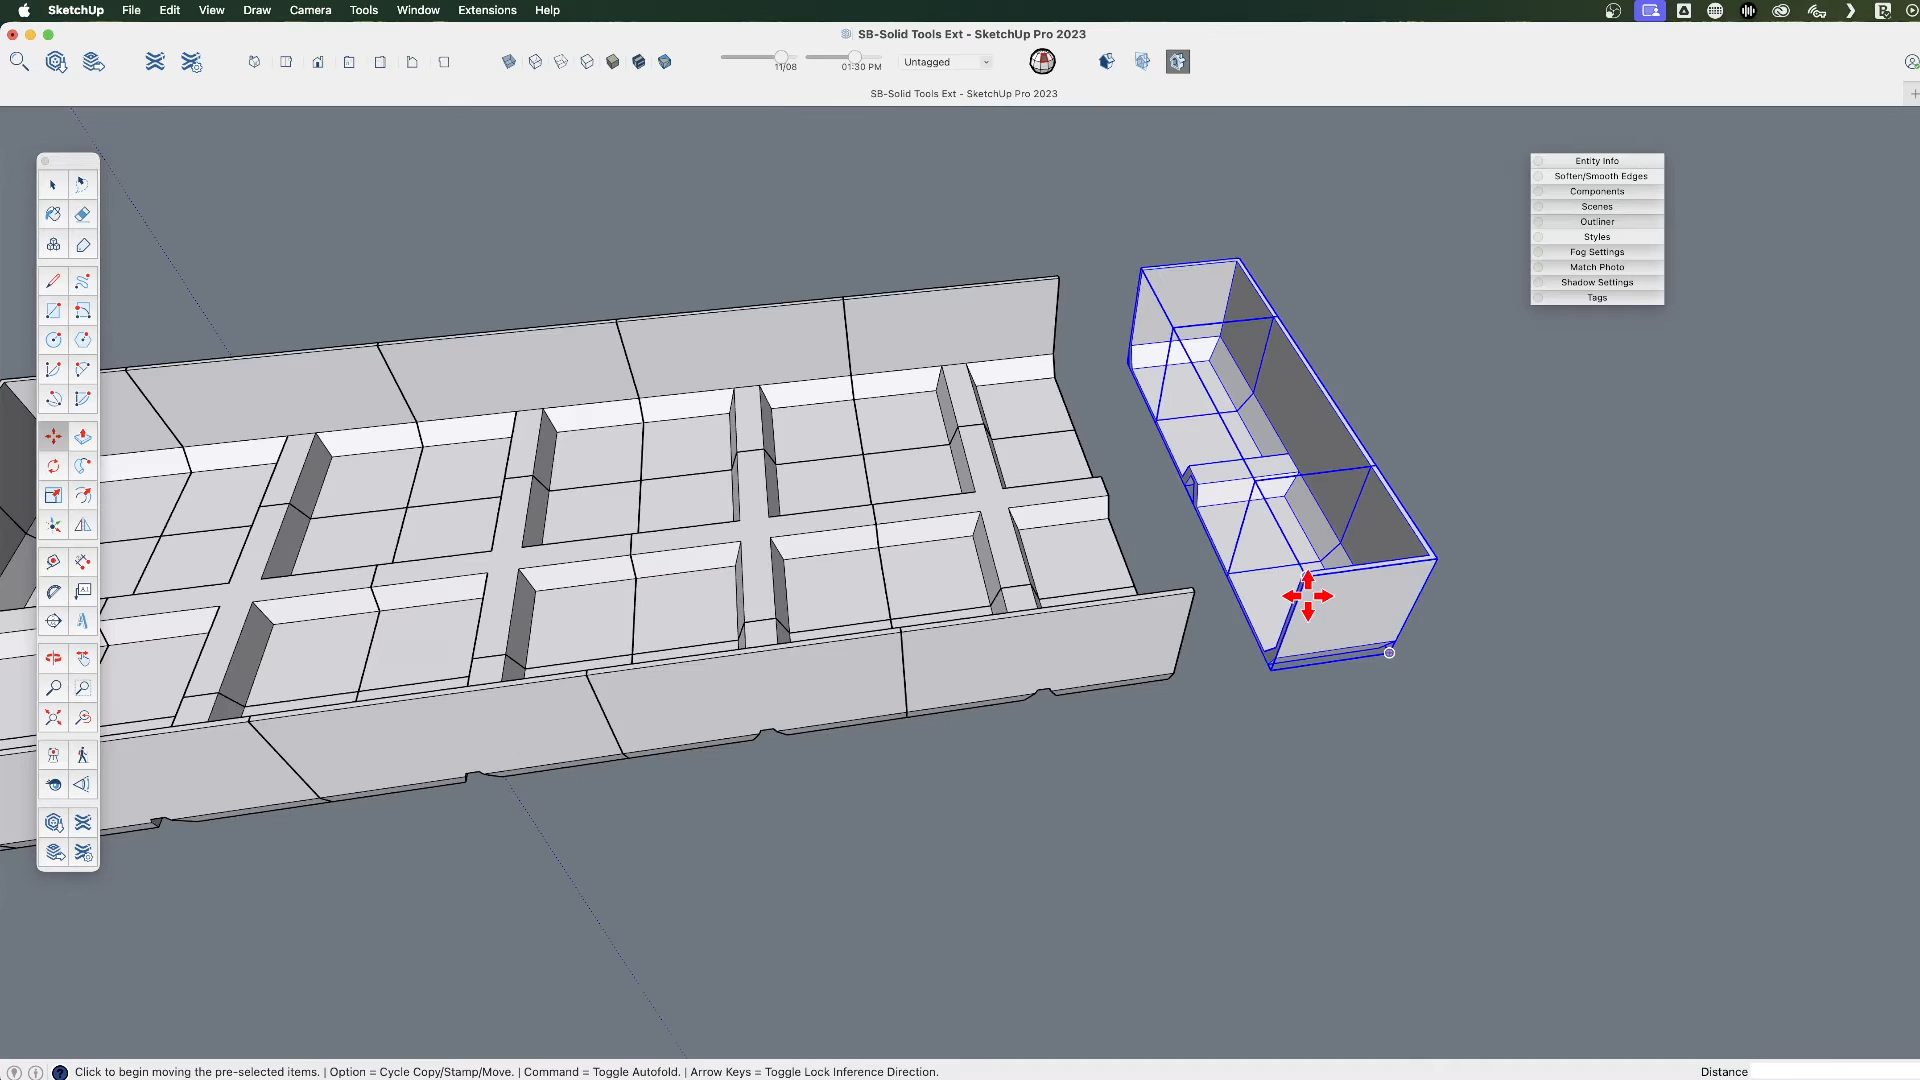 SketchUp File Edit View Draw Camera Tools Window Extensions Help
SB-Solid Tools Ext - SketchUp Pro 2023
11/08 01:30 PM Untagged
SB-Solid Tools Ext - SketchUp Pro 2023
Entity Info
Soften/Smooth Edges
Components
Scenes
Outliner
Styles
Fog Settings
Match Photo
Shadow Settings
Tags
Click to begin moving the pre-selected items. | Option = Cycle Copy/Stamp/Move. | Command = Toggle Autofold. | Arrow Keys = Toggle Lock Inference Direction. Distance